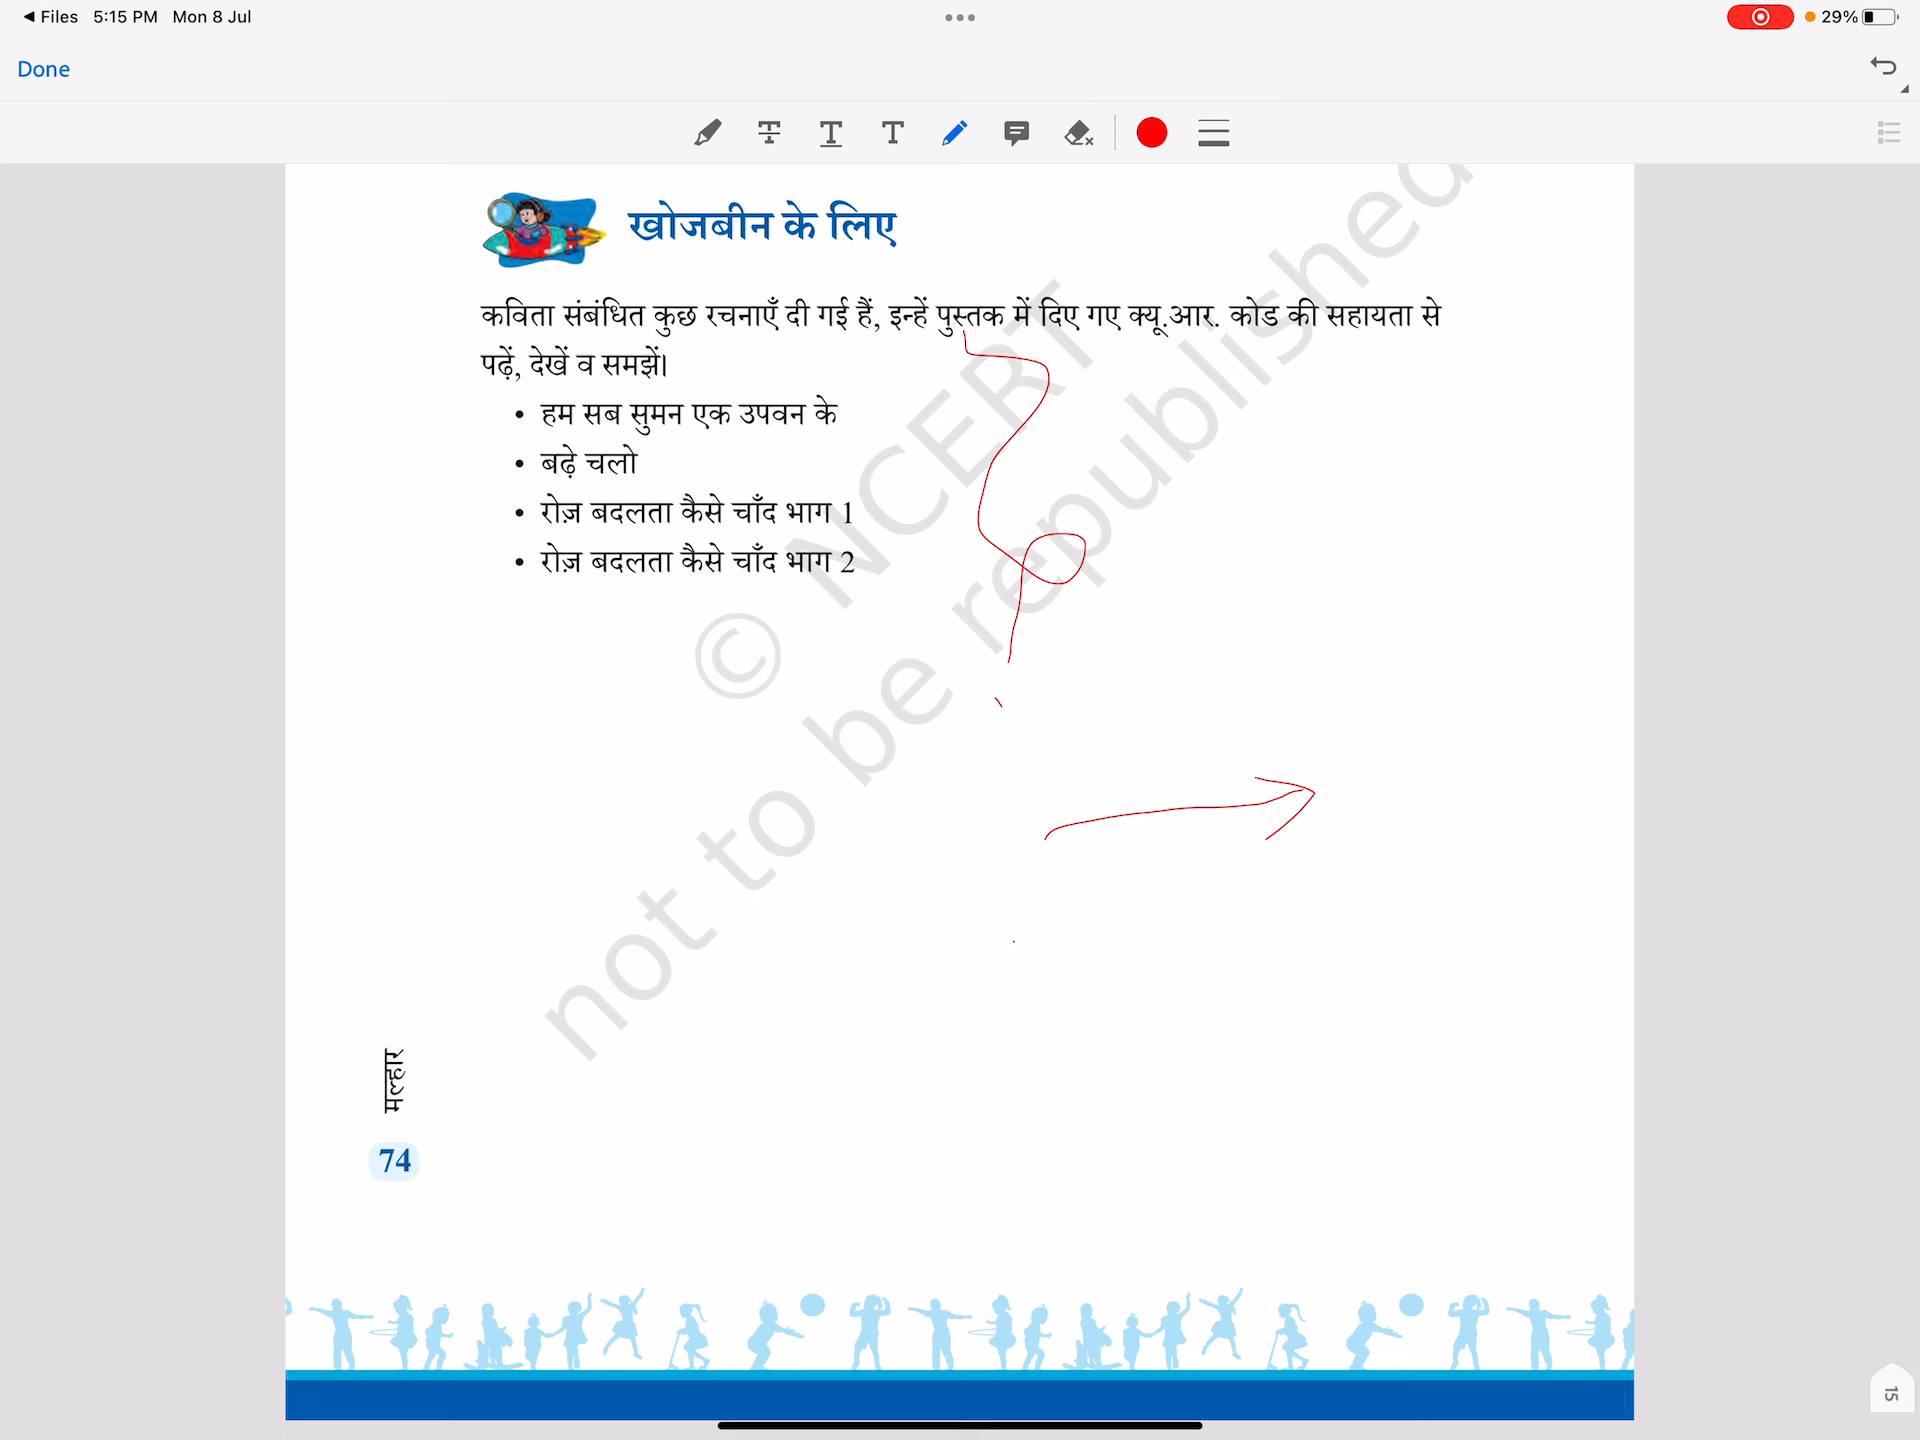 ◀ Files 5:15 PM Mon 8 Jul
29%
Done
खोजबीन के लिए
कविता संबंधित कुछ रचनाएँ दी गई हैं, इन्हें पुस्तक में दिए गए क्यू.आर. कोड की सहायता से
पढ़ें, देखें व समझें।
• हम सब सुमन एक उपवन के
• बढ़े चलो
• रोज़ बदलता कैसे चाँद भाग 1
• रोज़ बदलता कैसे चाँद भाग 2
© NCERT
not to be republished
मल्हार
74
15